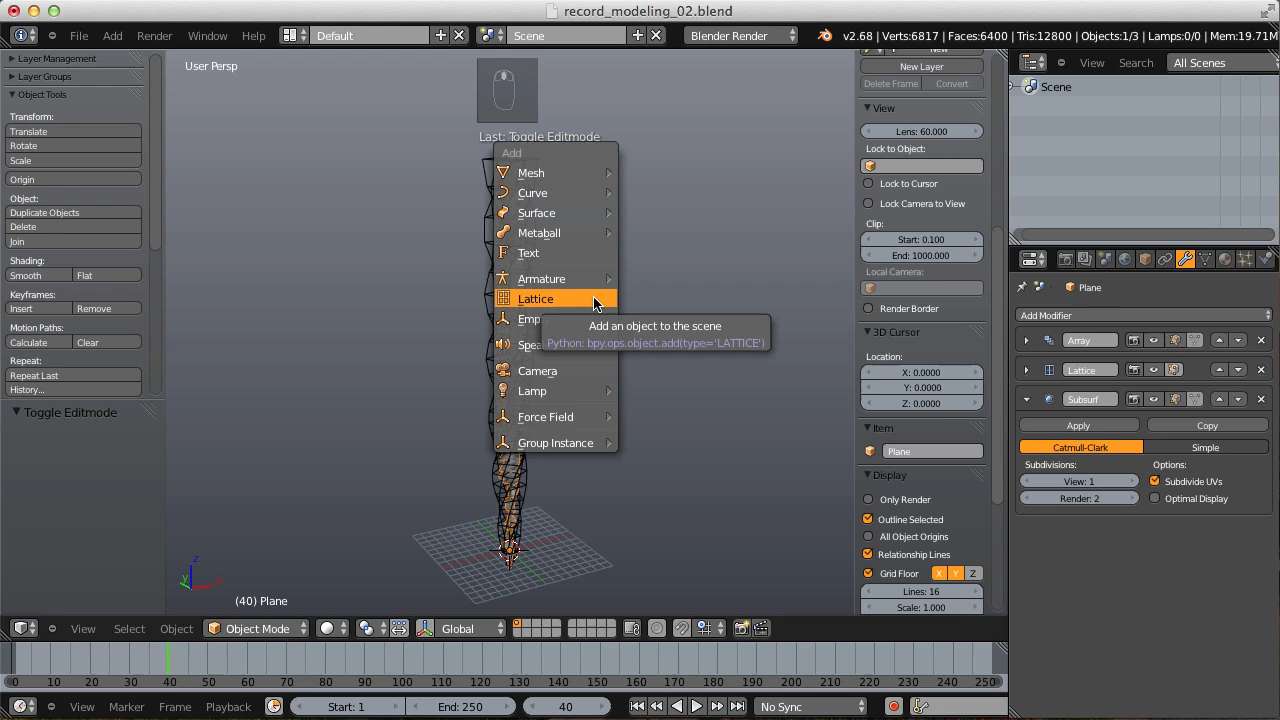 record_modeling_02.blend
File Add Render Window Help Default Scene Blender Render v2.68 | Verts:6817 | Faces:6400 | Tris:12800 | Objects:1/3 | Lamps:0/0 | Mem:19.71M
Layer Management
Layer Groups
Object Tools
Transform:
Translate
Rotate
Scale
Origin
Object:
Duplicate Objects
Delete
Join
Shading:
Smooth Flat
Keyframes:
Insert Remove
Motion Paths:
Calculate Clear
Repeat:
Repeat Last
History...
Toggle Editmode
User Persp
Last: Toggle Editmode
Add
Mesh
Curve
Surface
Metaball
Text
Armature
Lattice
Add an object to the scene
Python: bpy.ops.object.add(type='LATTICE')
Camera
Lamp
Force Field
Group Instance
z
y
x
(40) Plane
New
New Layer
Delete Frame Convert
View
Lens: 60.000
Lock to Object:
Lock to Cursor
Lock Camera to View
Clip:
Start: 0.100
End: 1000.000
Local Camera:
Render Border
3D Cursor
Location:
X: 0.0000
Y: 0.0000
Z: 0.0000
Item
Plane
Display
Only Render
Outline Selected
All Object Origins
Relationship Lines
Grid Floor X Y Z
Lines: 16
Scale: 1.000
View Search All Scenes
Scene
Plane
Add Modifier
Array
Lattice
Subsurf
Apply Copy
Catmull-Clark Simple
Subdivisions: Options:
View: 1 Subdivide UVs
Render: 2 Optimal Display
View Select Object Object Mode Global
0 10 20 30 40 50 60 70 80 90 100 110 120 130 140 150 160 170 180 190 200 210 220 230 240 250
View Marker Frame Playback Start: 1 End: 250 40 No Sync